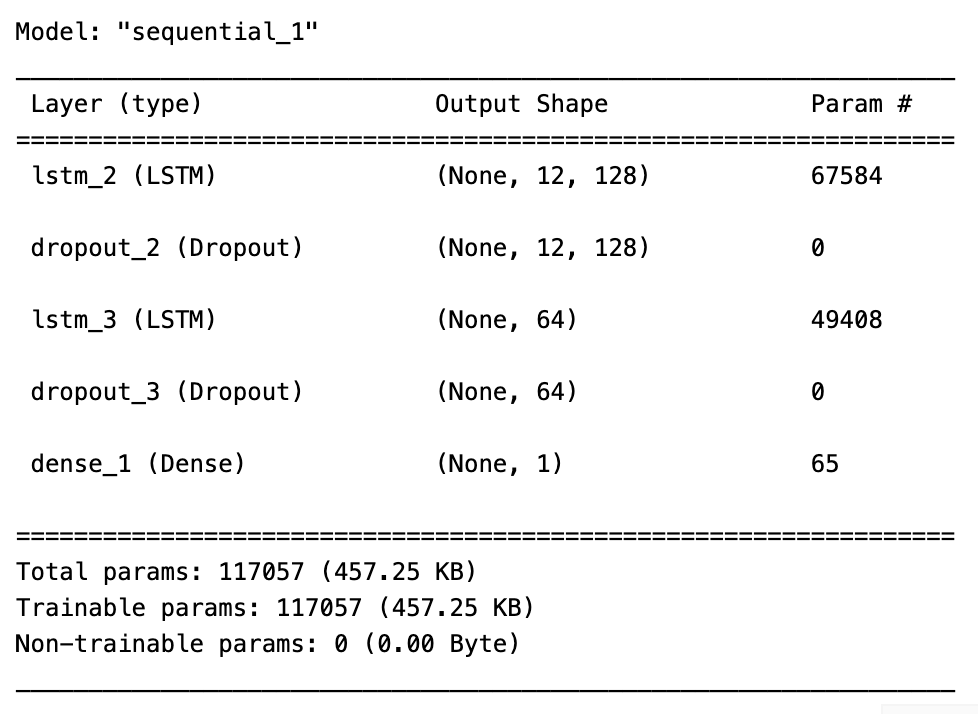 Model: "sequential_1"
_________________________________________________________________
Layer (type) Output Shape Param #
=================================================================
lstm_2 (LSTM) (None, 12, 128) 67584
dropout_2 (Dropout) (None, 12, 128) 0
lstm_3 (LSTM) (None, 64) 49408
dropout_3 (Dropout) (None, 64) 0
dense_1 (Dense) (None, 1) 65
=================================================================
Total params: 117057 (457.25 KB)
Trainable params: 117057 (457.25 KB)
Non-trainable params: 0 (0.00 Byte)
_________________________________________________________________